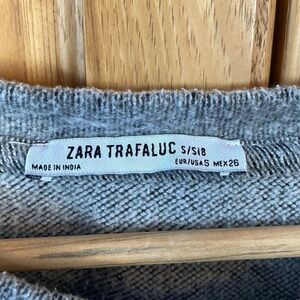 ZARA TRAFALUC S/S18
MADE IN INDIA EUR/USA S MEX 26